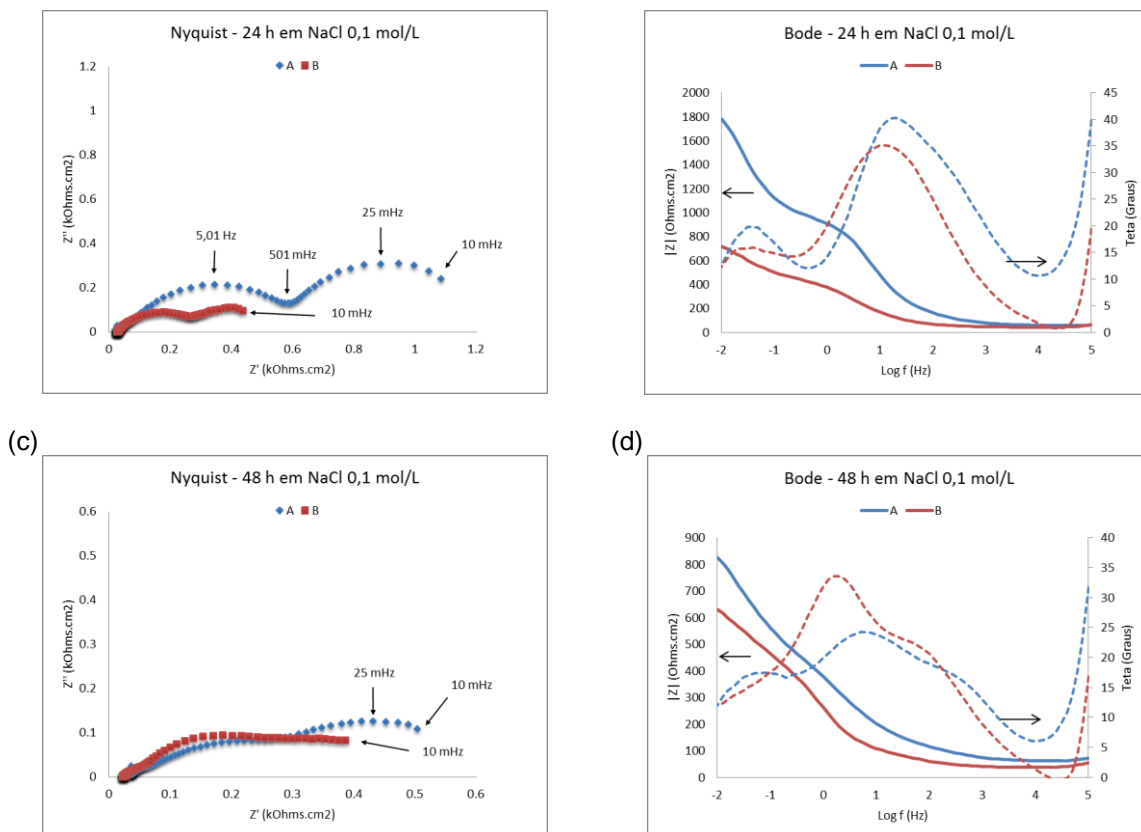 Nyquist - 24 h em NaCl 0,1 mol/L
A B
Z'' (kOhms.cm2)
1.2
1
0.8
0.6
0.4
0.2
0
5,01 Hz
501 mHz
25 mHz
10 mHz
10 mHz
0 0.2 0.4 0.6 0.8 1 1.2
Z' (kOhms.cm2)
Bode - 24 h em NaCl 0,1 mol/L
A B
|Z| (Ohms.cm2)
2000
1800
1600
1400
1200
1000
800
600
400
200
0
45
40
35
30
25
20
15
10
5
0
Teta (Graus)
-2 -1 0 1 2 3 4 5
Log f (Hz)
(c)
Nyquist - 48 h em NaCl 0,1 mol/L
A B
Z'' (kOhms.cm2)
0.6
0.5
0.4
0.3
0.2
0.1
0
25 mHz
10 mHz
10 mHz
0 0.1 0.2 0.3 0.4 0.5 0.6
Z' (kOhms.cm2)
(d)
Bode - 48 h em NaCl 0,1 mol/L
A B
|Z| (Ohms.cm2)
900
800
700
600
500
400
300
200
100
0
40
35
30
25
20
15
10
5
0
Teta (Graus)
-2 -1 0 1 2 3 4 5
Log f (Hz)